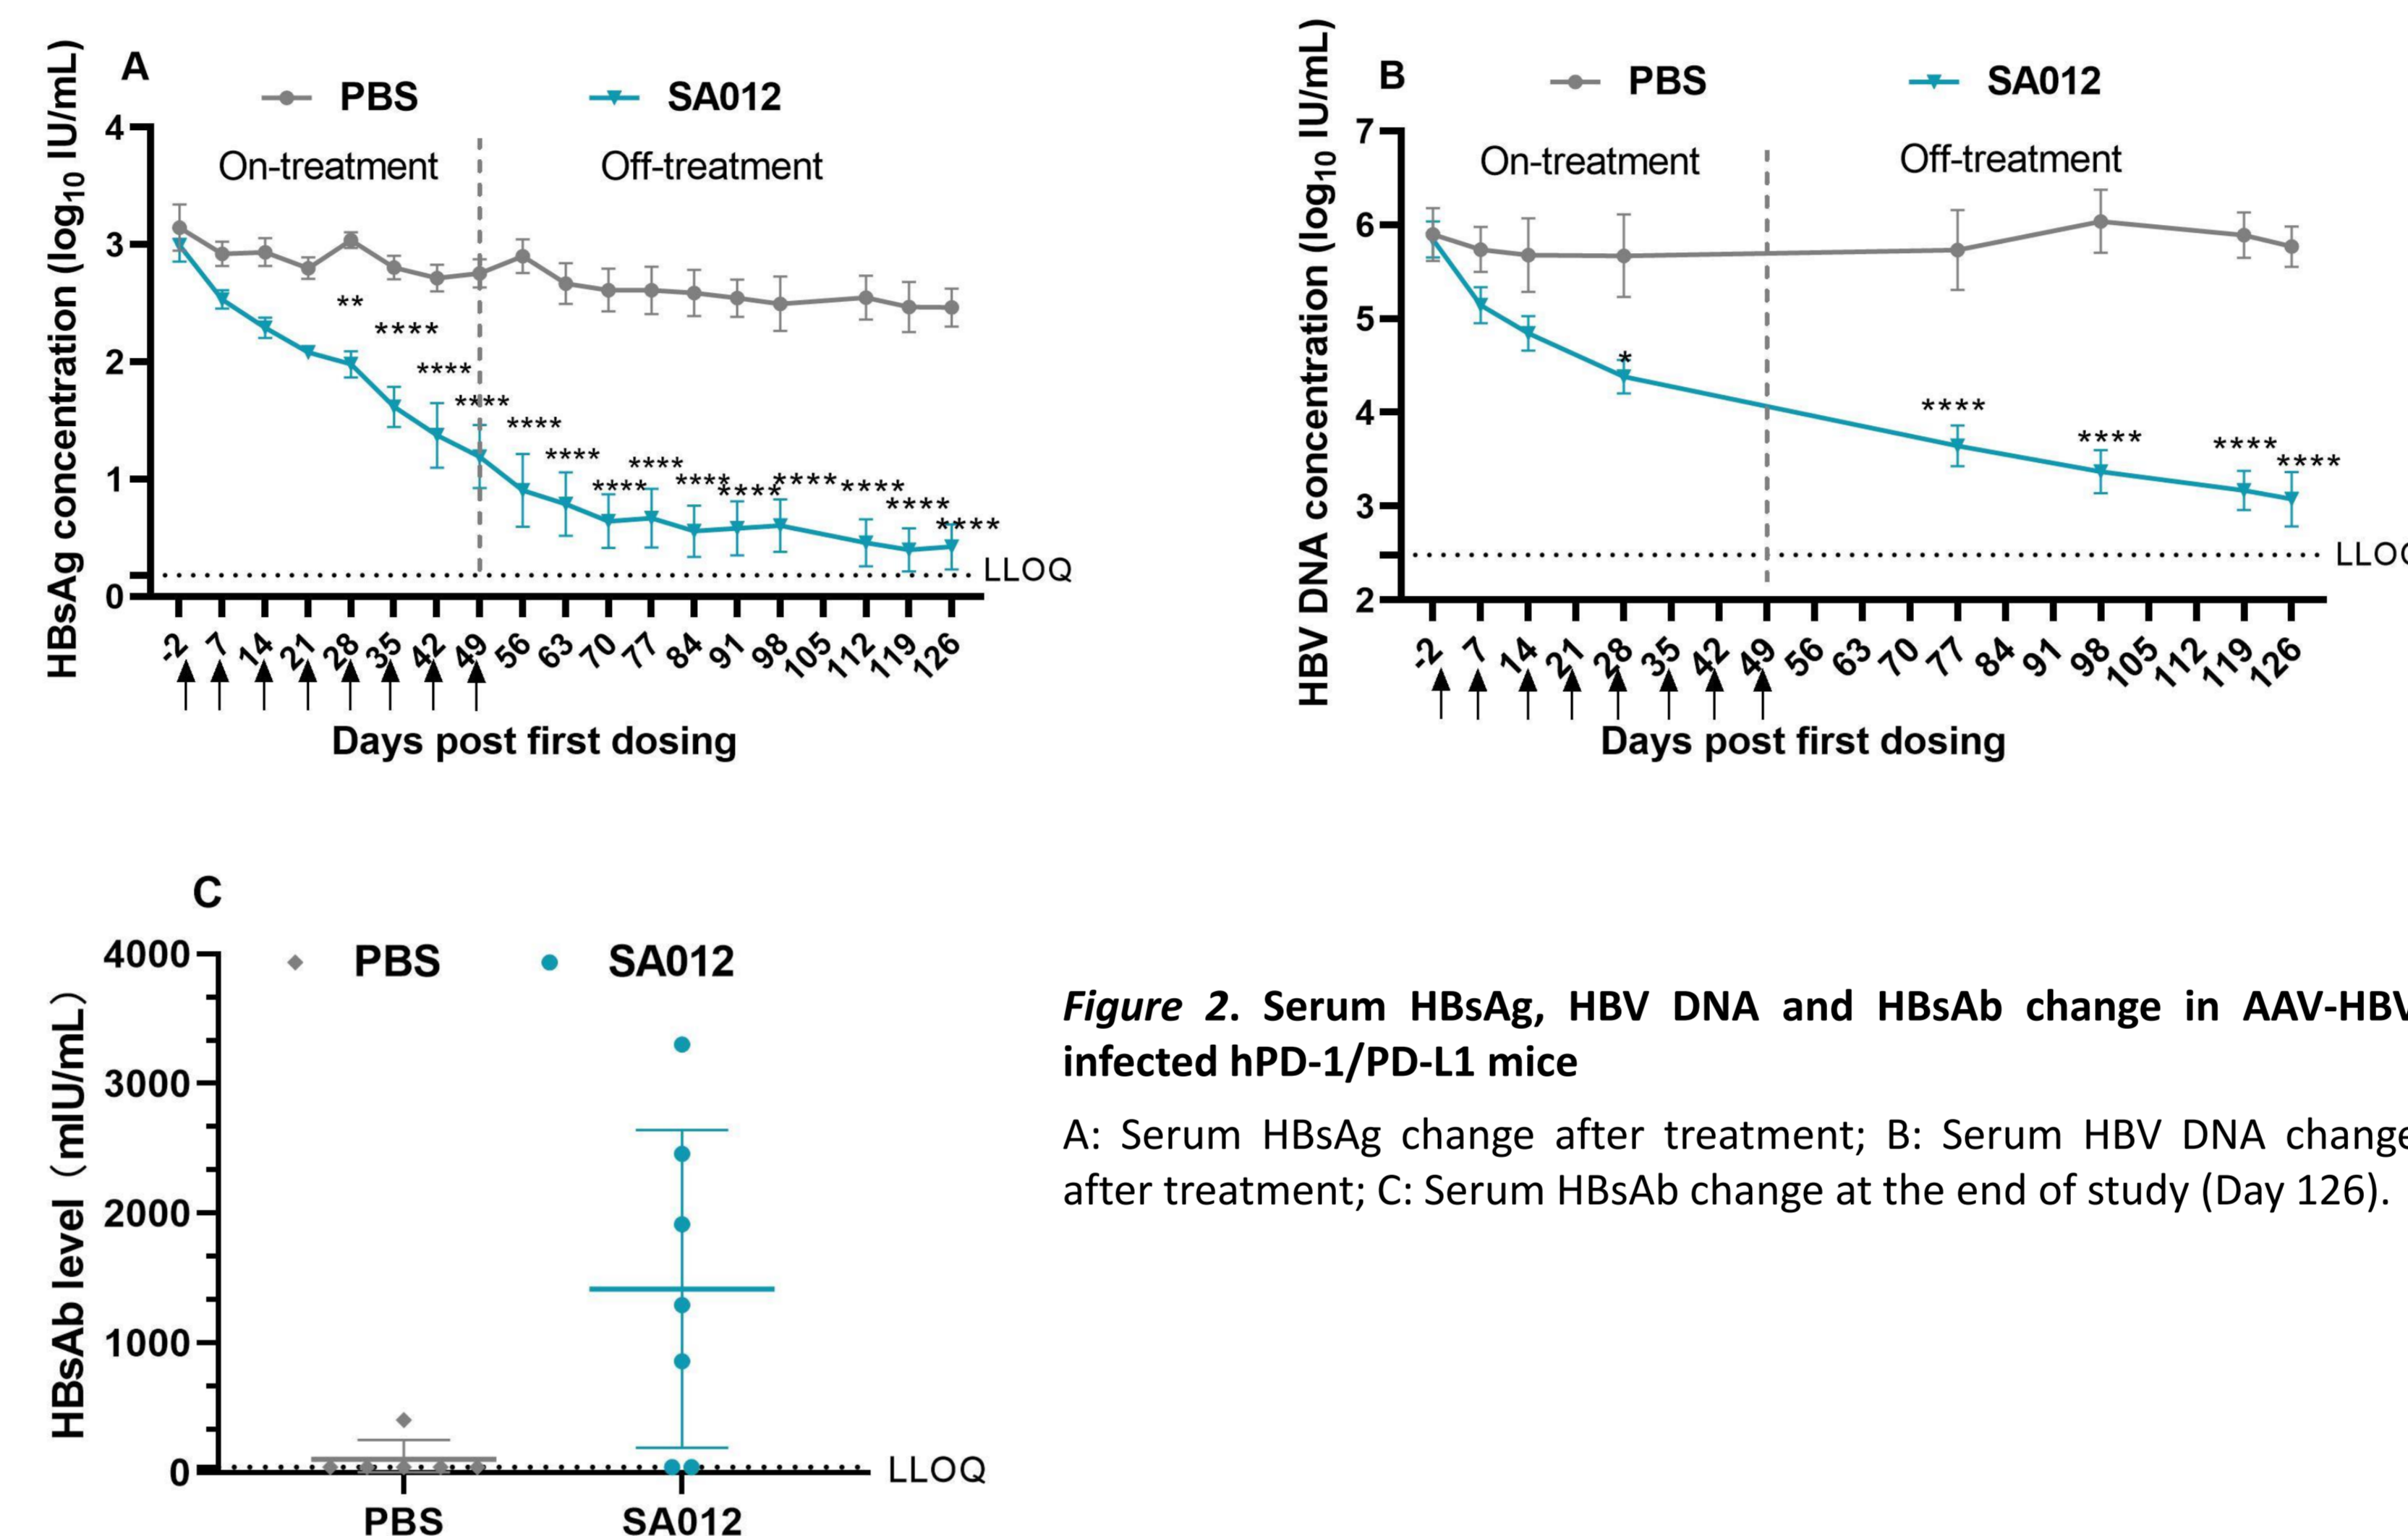 A
PBS
SA012
On-treatment
Off-treatment
HBsAg concentration (log10 IU/mL)
4
3
2
1
0
**
****
****
****
****
****
****
****
****
****
****
****
****
****
LLOQ
-2
7
14
21
28
35
42
49
56
63
70
77
84
91
98
105
112
119
126
Days post first dosing
B
PBS
SA012
On-treatment
Off-treatment
HBV DNA concentration (log10 IU/mL)
7
6
5
4
3
2
*
****
****
****
****
LLO
-2
7
14
21
28
35
42
49
56
63
70
77
84
91
98
105
112
119
126
Days post first dosing
C
PBS
SA012
HBsAb level (mIU/mL)
4000
3000
2000
1000
0
LLOQ
PBS
SA012
Figure 2. Serum HBsAg, HBV DNA and HBsAb change in AAV-HBV
infected hPD-1/PD-L1 mice
A: Serum HBsAg change after treatment; B: Serum HBV DNA change
after treatment; C: Serum HBsAb change at the end of study (Day 126).